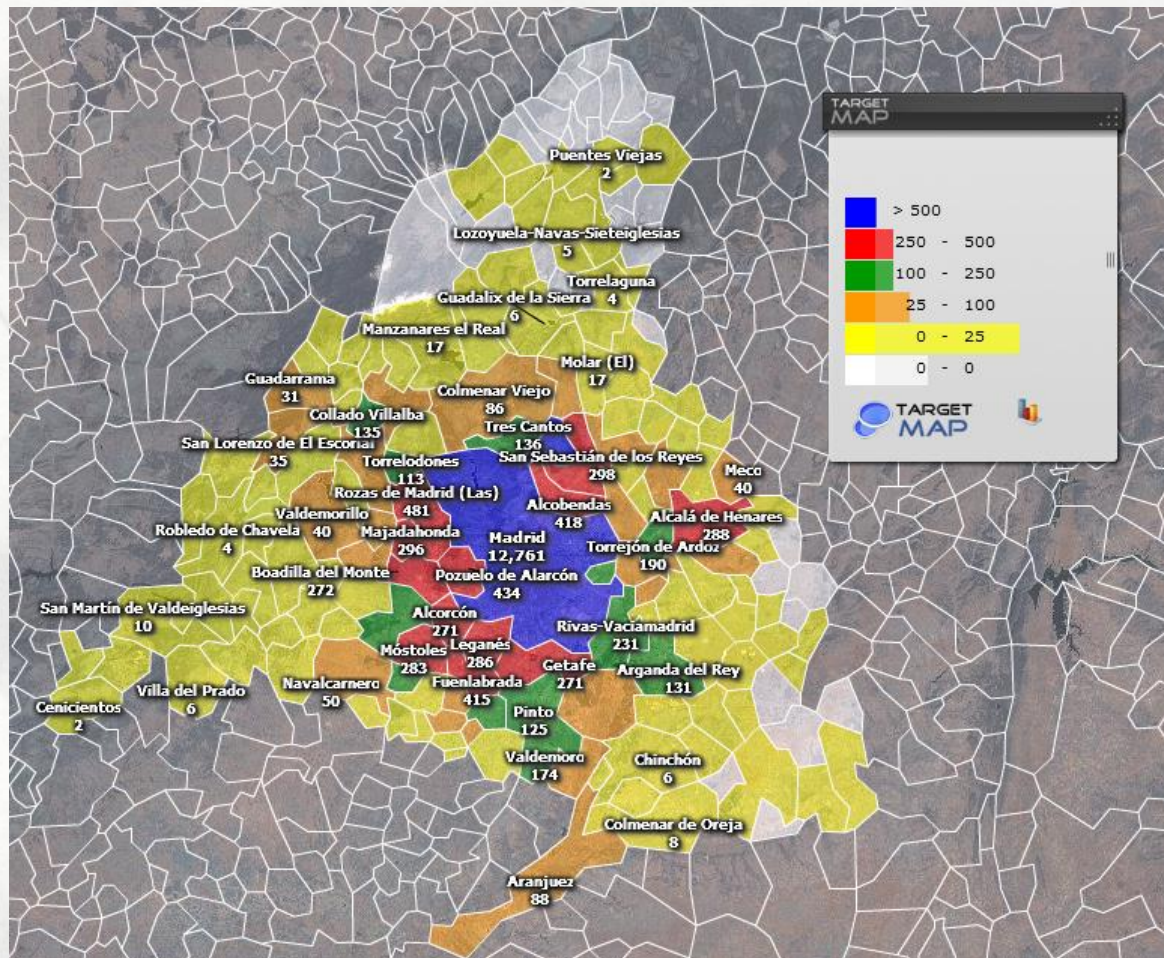 TARGET
MAP
> 500
250 - 500
100 - 250
25 - 100
0 - 25
0 - 0
TARGET
MAP
Puentes Viejas
2
Lozoyuela-Navas-Sieteiglesias
5
Torrelaguna
4
Guadalix de la Sierra
6
Manzanares el Real
17
Molar (El)
17
Guadarrama
31
Colmenar Viejo
86
Collado Villalba
135
Tres Cantos
136
San Lorenzo de El Escorial
35
San Sebastián de los Reyes
298
Torrelodones
113
Meco
40
Rozas de Madrid (Las)
481
Alcobendas
418
Valdemorillo
40
Alcalá de Henares
288
Robledo de Chavela
4
Majadahonda
296
Madrid
12,761
Torrejón de Ardoz
190
Boadilla del Monte
272
Pozuelo de Alarcón
434
San Martín de Valdeiglesias
10
Alcorcón
271
Rivas-Vaciamadrid
231
Móstoles
283
Leganés
286
Getafe
271
Arganda del Rey
131
Navalcarnero
50
Fuenlabrada
415
Villa del Prado
6
Cenicientos
2
Pinto
125
Valdemoro
174
Chinchón
6
Colmenar de Oreja
8
Aranjuez
88